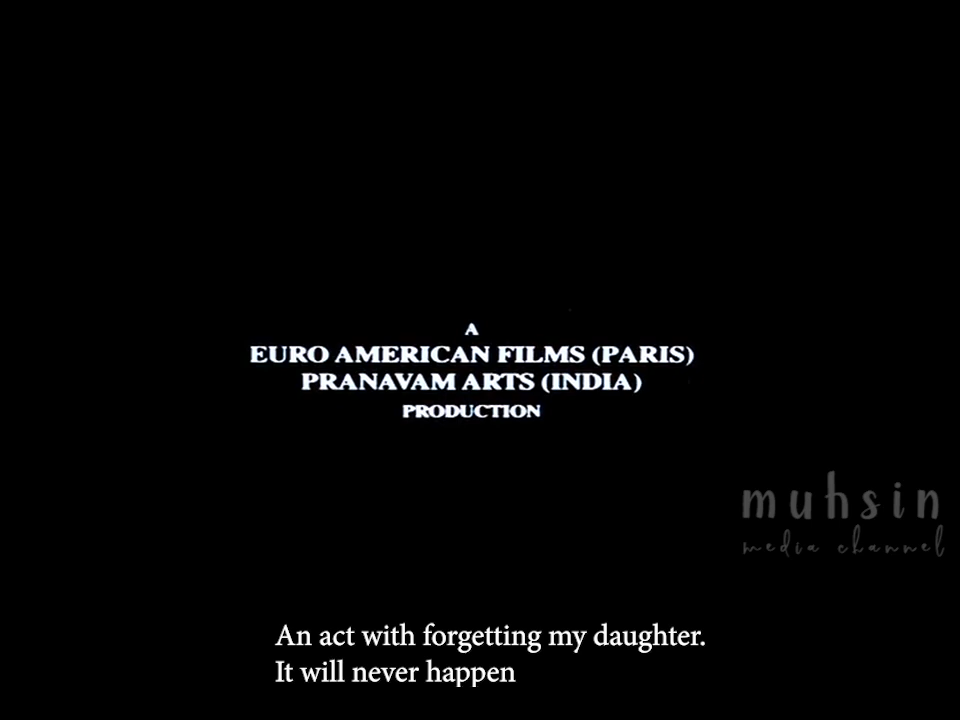 A
EURO AMERICAN FILMS (PARIS)
PRANAVAM ARTS (INDIA)
PRODUCTION
muhsin
media channel
An act with forgetting my daughter.
It will never happen